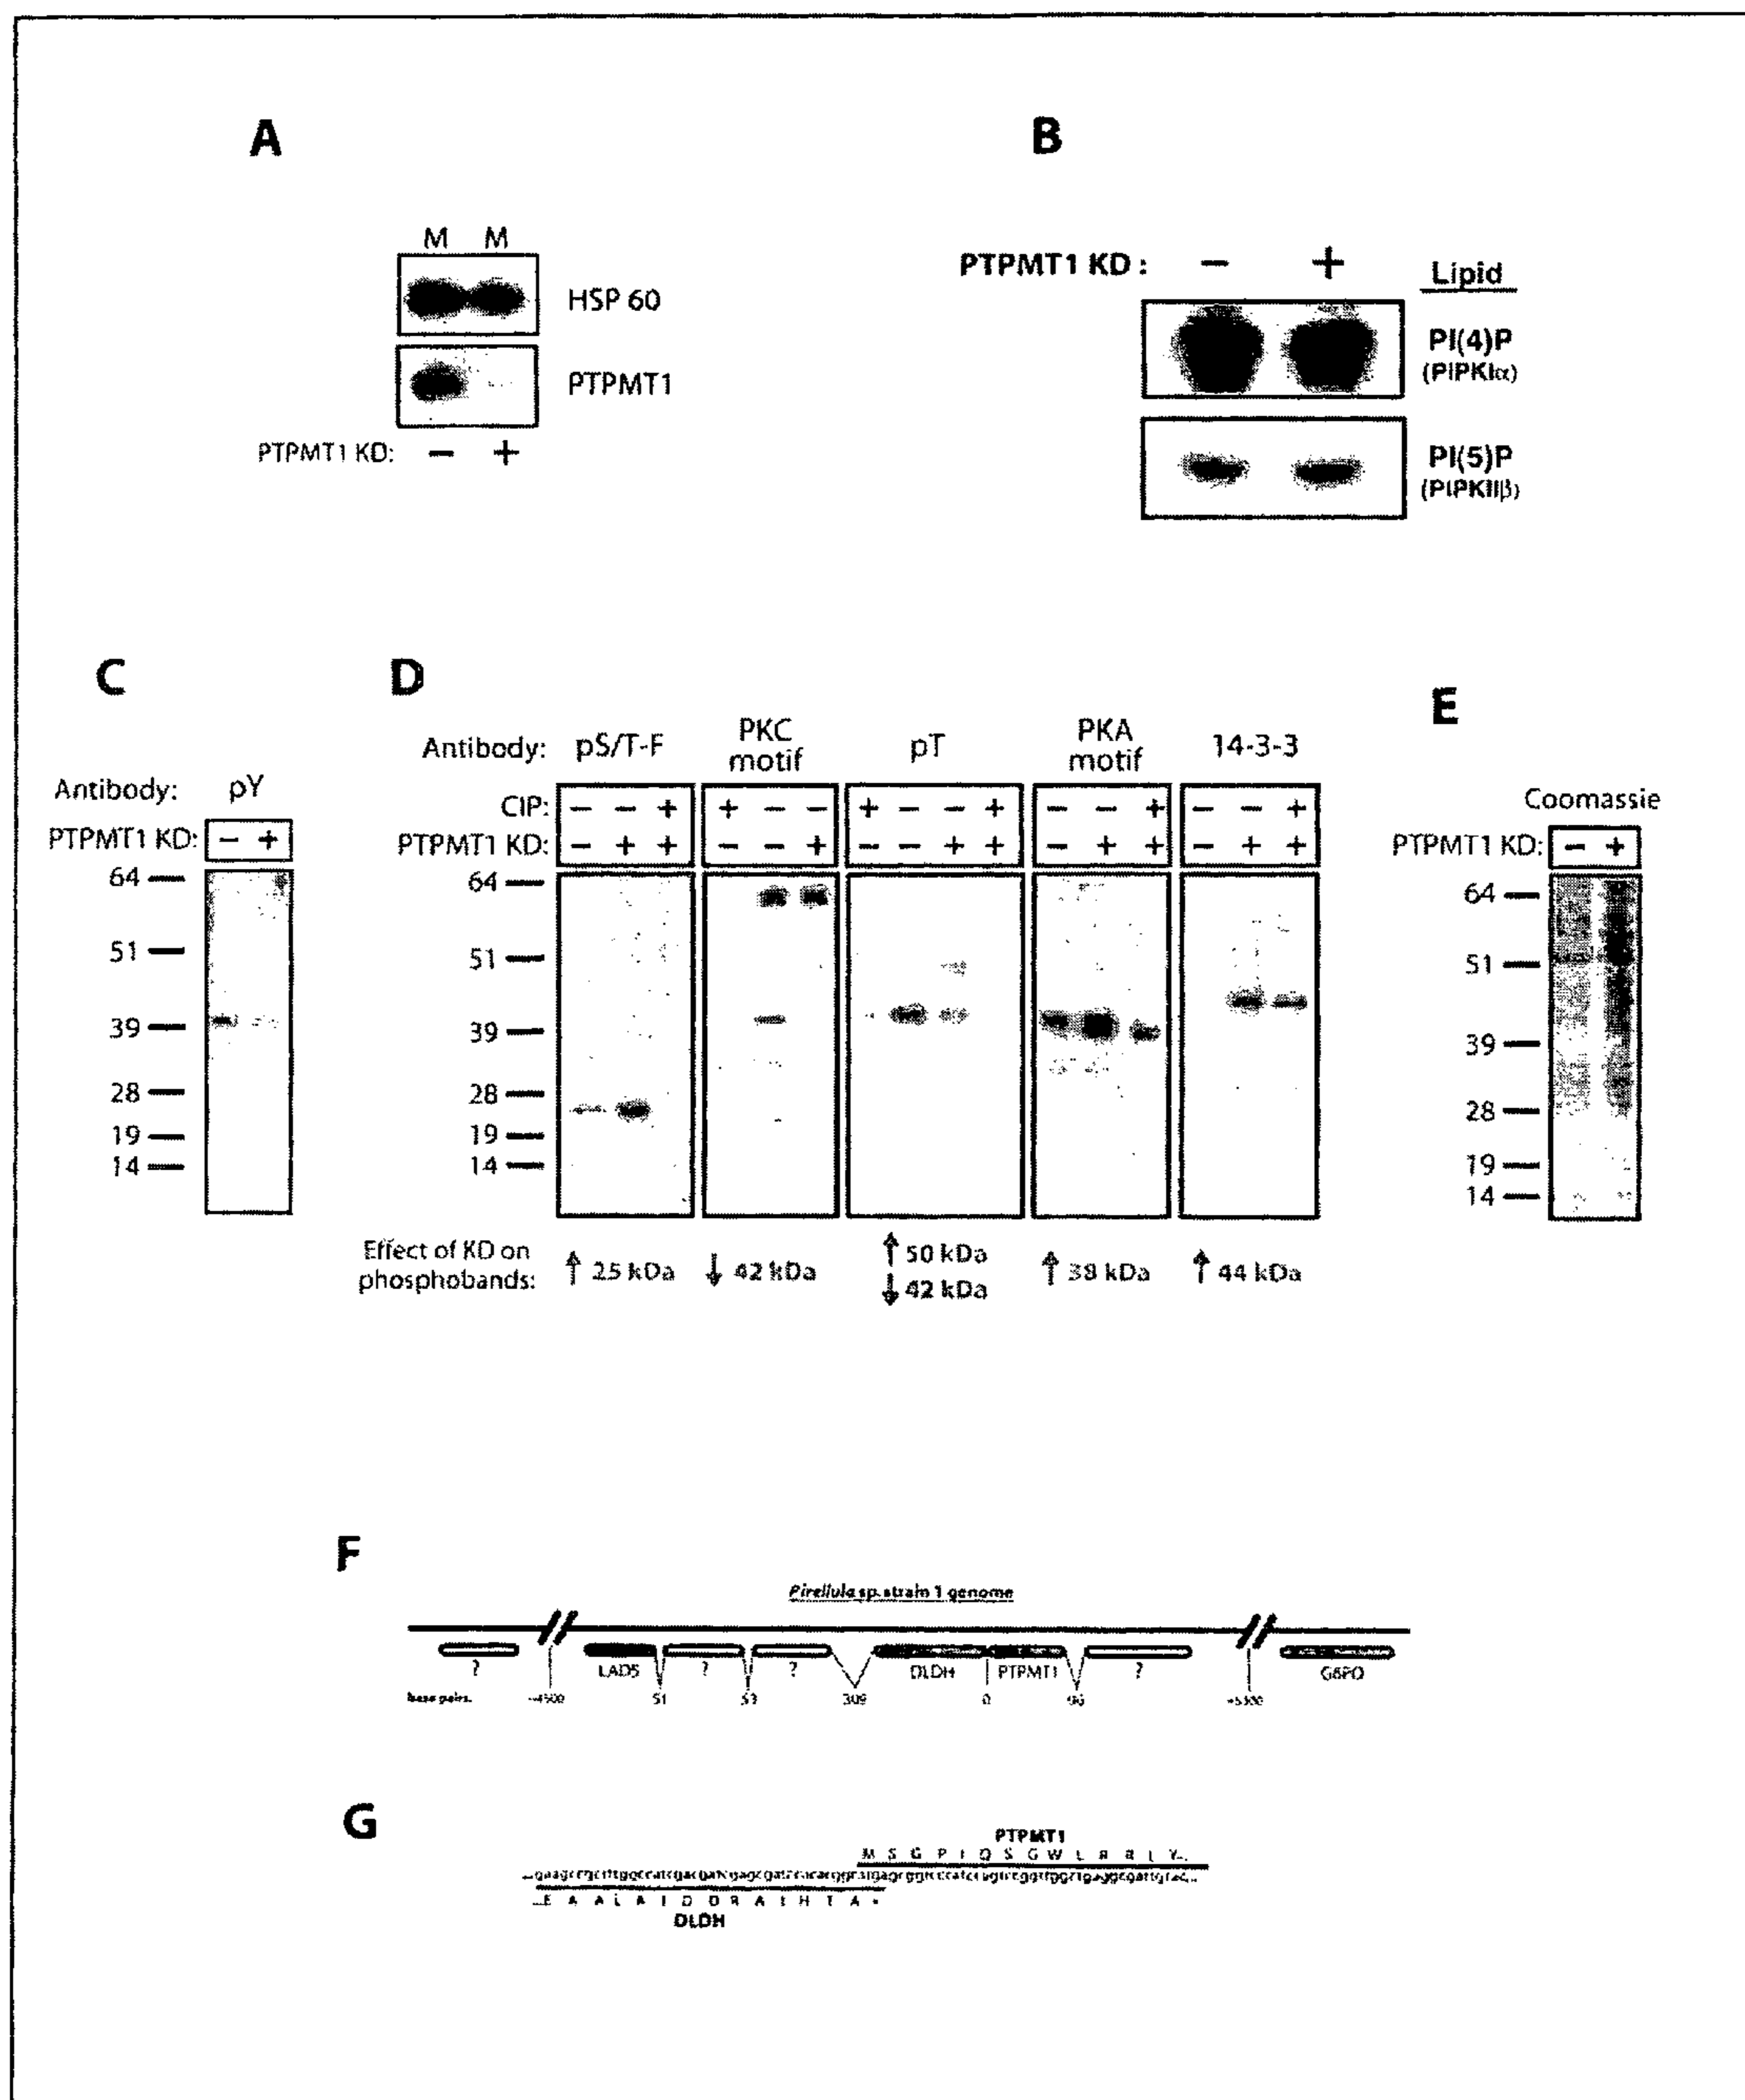 A
M M
HSP 60
PTPMT1
PTPMT1 KD: − +
B
PTPMT1 KD : − +
Lipid
PI(4)P
(PIPKIα)
PI(5)P
(PIPKIIβ)
C
Antibody: pY
PTPMT1 KD: − +
64
51
39
28
19
14
D
Antibody: pS/T-F PKC motif pT PKA motif 14-3-3
CIP: − − + + − − + − − + − − + − − +
PTPMT1 KD: − + + − − + − − + + − + + − + +
64
51
39
28
19
14
Effect of KD on
phosphobands:
↑ 25 kDa
↓ 42 kDa
↑ 50 kDa
↓ 42 kDa
↑ 38 kDa
↑ 44 kDa
E
Coomassie
PTPMT1 KD: − +
64
51
39
28
19
14
F
Pirellula sp. strain 1 genome
? LADS ? ? DLDH PTPMT1 ? G6PD
base pairs: 51 53 309 0
G
PTPMT1
M S G P I Q S G W L R R L Y...
DLDH